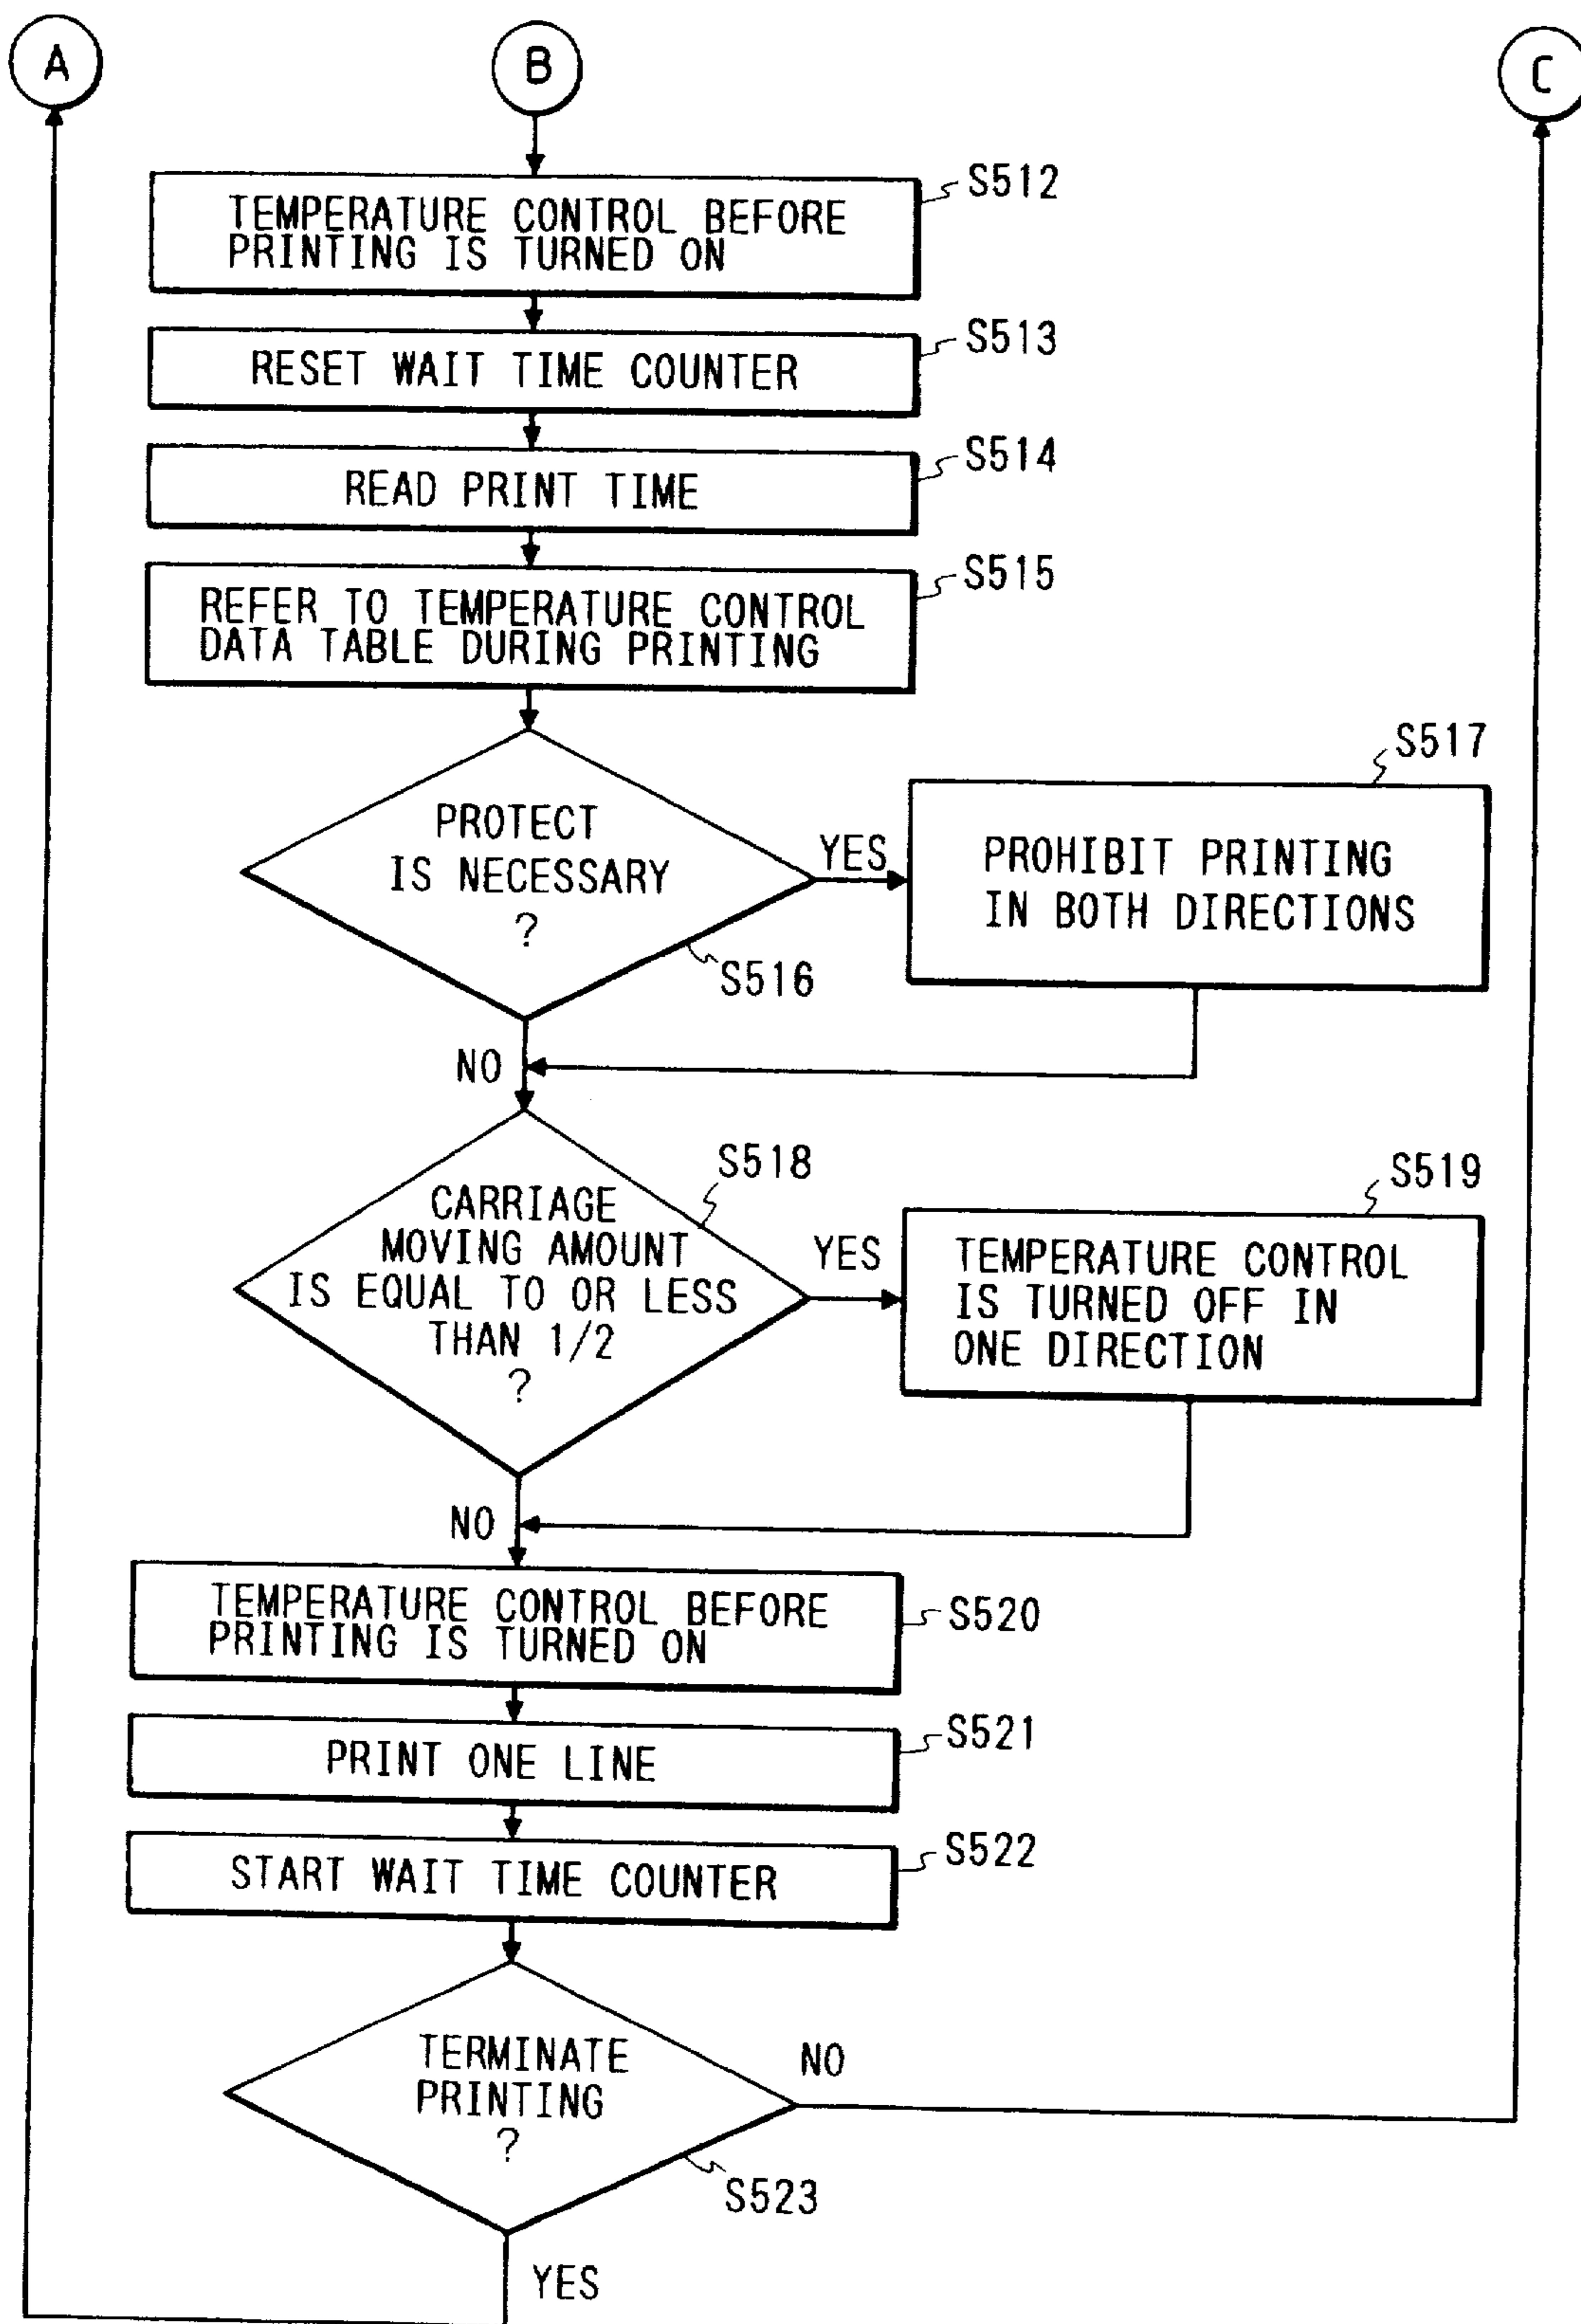 A
B
C
S512
TEMPERATURE CONTROL BEFORE
PRINTING IS TURNED ON
S513
RESET WAIT TIME COUNTER
S514
READ PRINT TIME
S515
REFER TO TEMPERATURE CONTROL
DATA TABLE DURING PRINTING
S517
PROTECT
IS NECESSARY
?
YES
PROHIBIT PRINTING
IN BOTH DIRECTIONS
S516
NO
S518
S519
CARRIAGE
MOVING AMOUNT
IS EQUAL TO OR LESS
THAN 1/2
?
YES
TEMPERATURE CONTROL
IS TURNED OFF IN
ONE DIRECTION
NO
TEMPERATURE CONTROL BEFORE
PRINTING IS TURNED ON
S520
S521
PRINT ONE LINE
S522
START WAIT TIME COUNTER
TERMINATE
PRINTING
?
NO
S523
YES